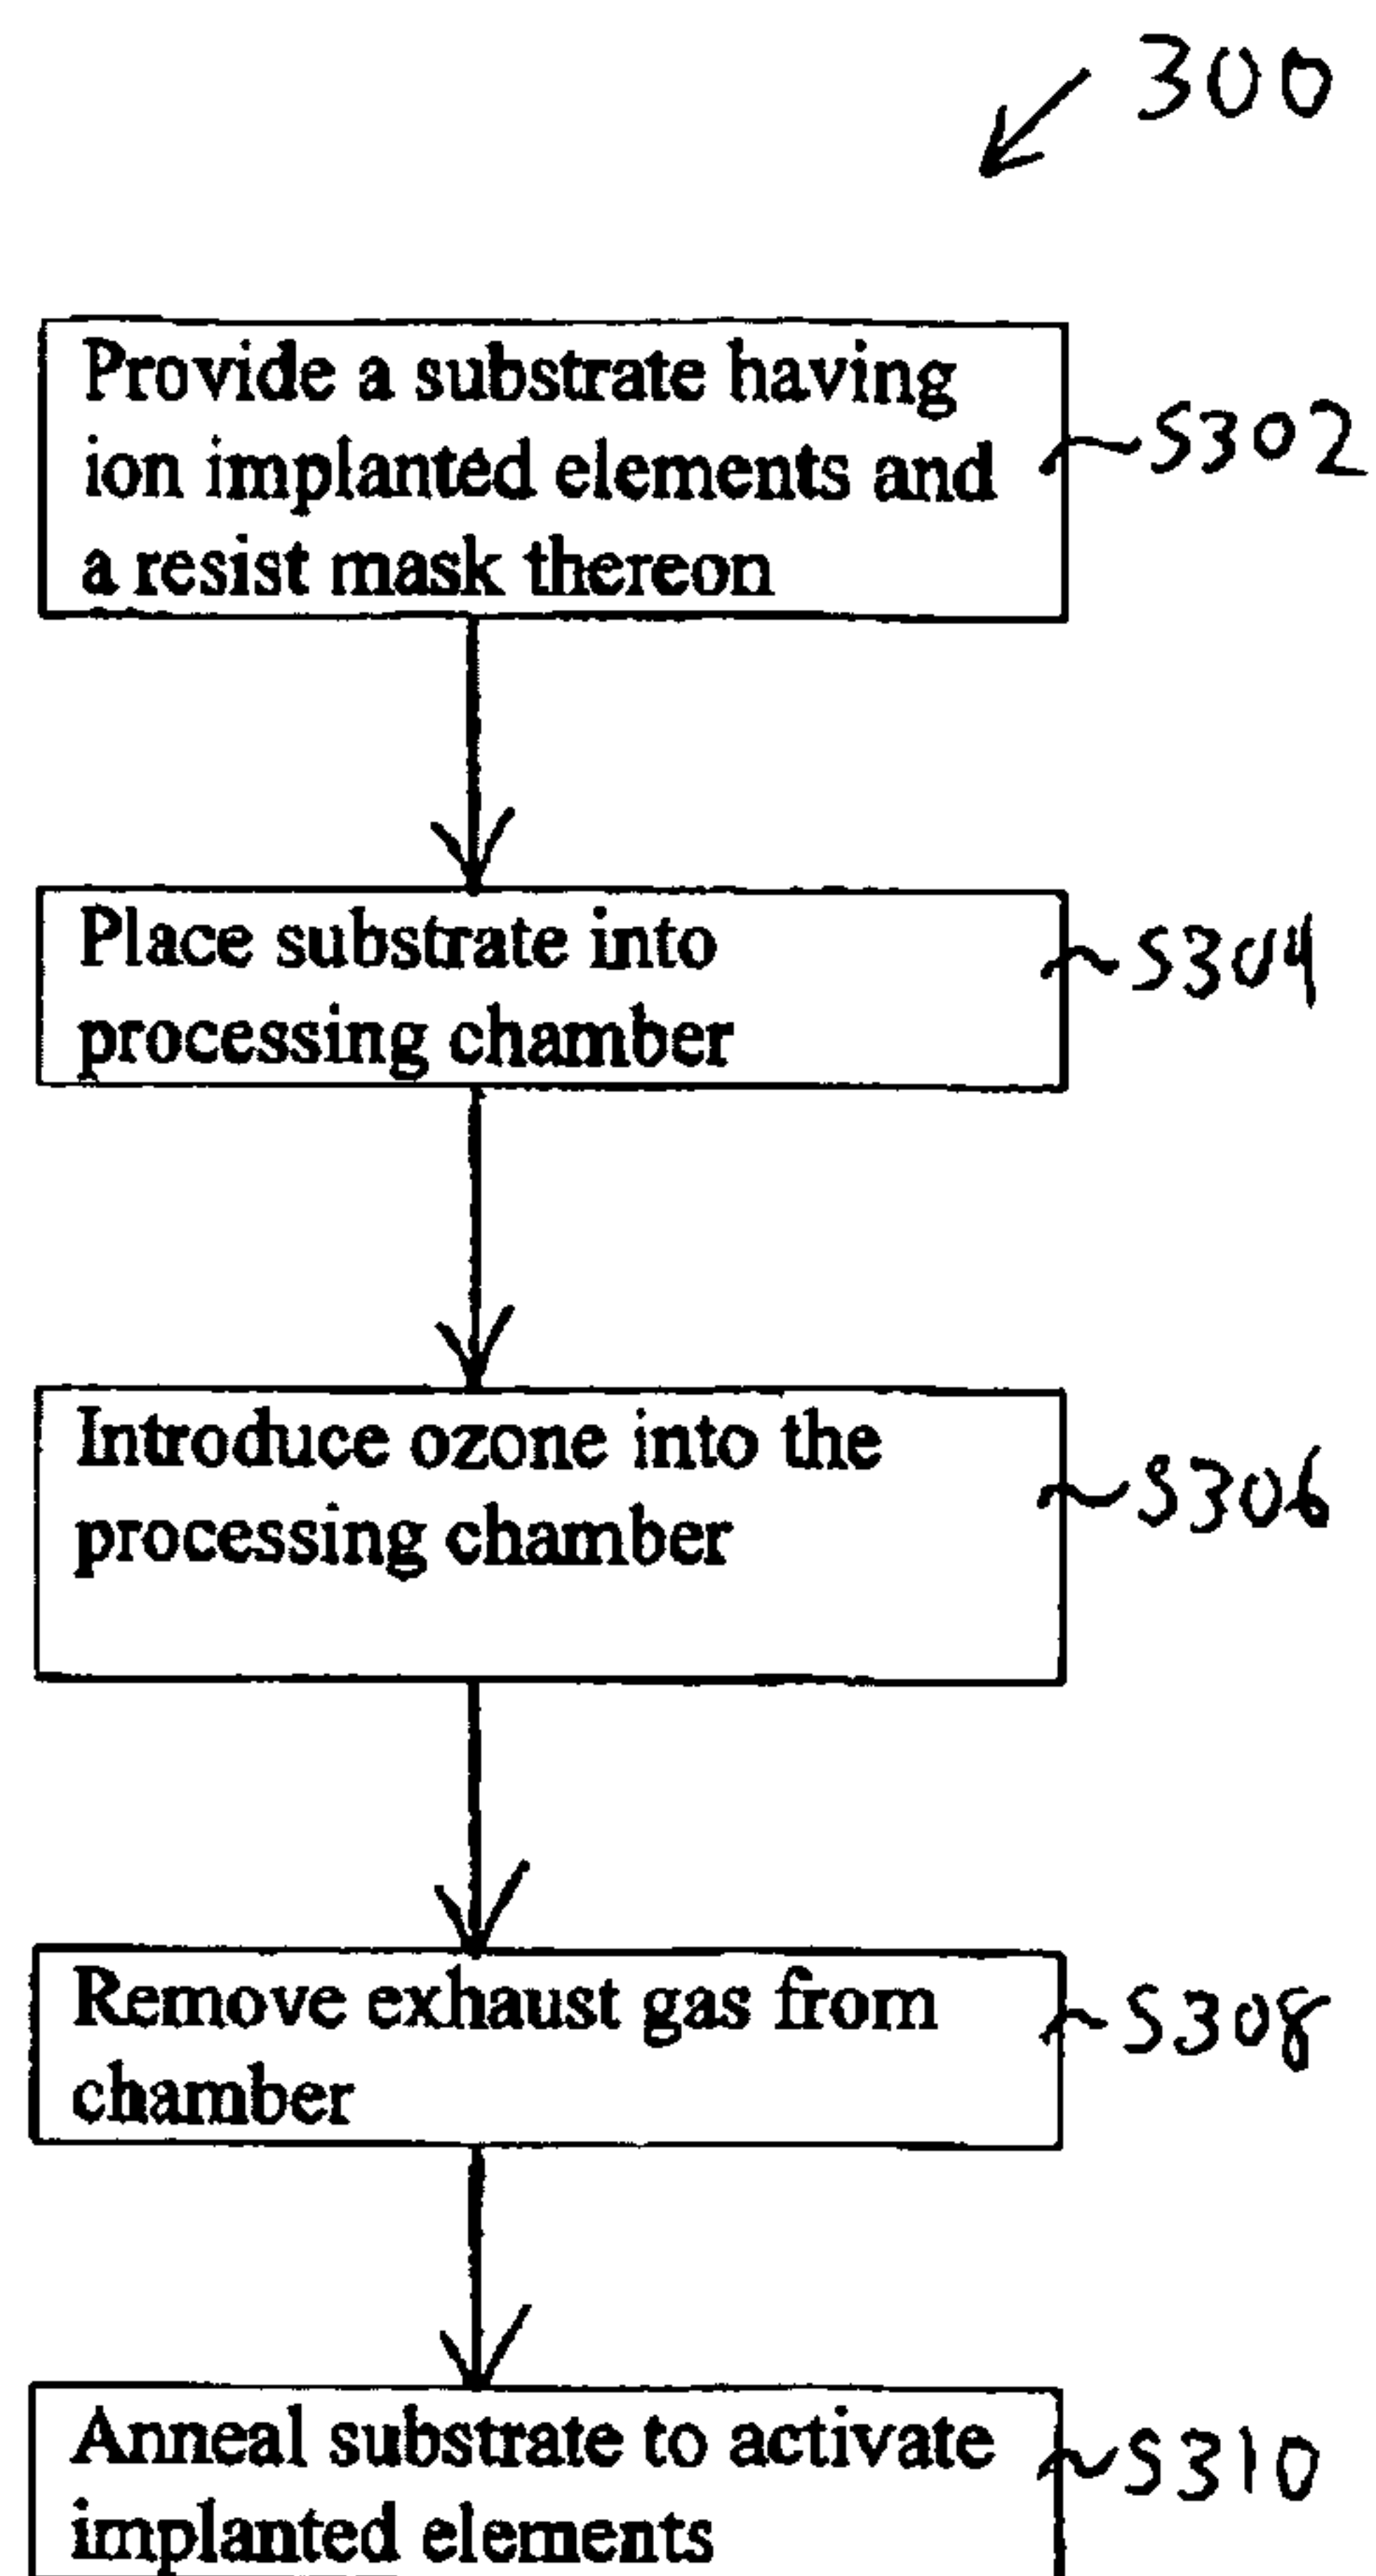 300
Provide a substrate having
ion implanted elements and
a resist mask thereon
S302
Place substrate into
processing chamber
S304
Introduce ozone into the
processing chamber
S306
Remove exhaust gas from
chamber
S308
Anneal substrate to activate
implanted elements
S310